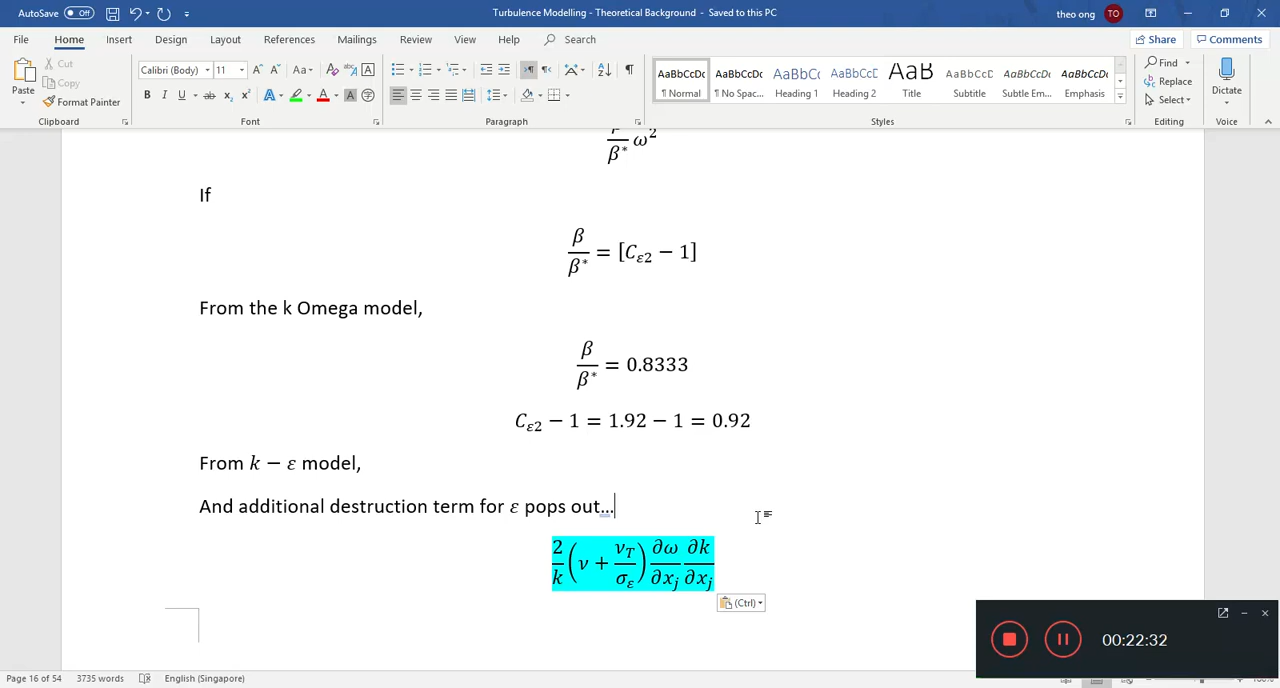 AutoSave Off Turbulence Modelling - Theoretical Background - Saved to this PC theo ong TO
File Home Insert Design Layout References Mailings Review View Help Search Share Comments
Paste Cut Copy Format Painter
Calibri (Body) 11 A A Aa A A
B I U ab x₂ x² A A A
AaBbCcDc AaBbCcDc AaBbCc AaBbCcC AaB AaBbCcD AaBbCcDc AaBbCcDc
¶ Normal ¶ No Spac... Heading 1 Heading 2 Title Subtitle Subtle Em... Emphasis
Find Replace Select Dictate
Clipboard Font Paragraph Styles Editing Voice
β/β* ω²
If
β/β* = [Cε2 − 1]
From the k Omega model,
β/β* = 0.8333
Cε2 − 1 = 1.92 − 1 = 0.92
From k − ε model,
And additional destruction term for ε pops out...
2/k (ν + νT/σε) ∂ω/∂xj ∂k/∂xj
(Ctrl)
00:22:32
Page 16 of 54 3735 words English (Singapore)